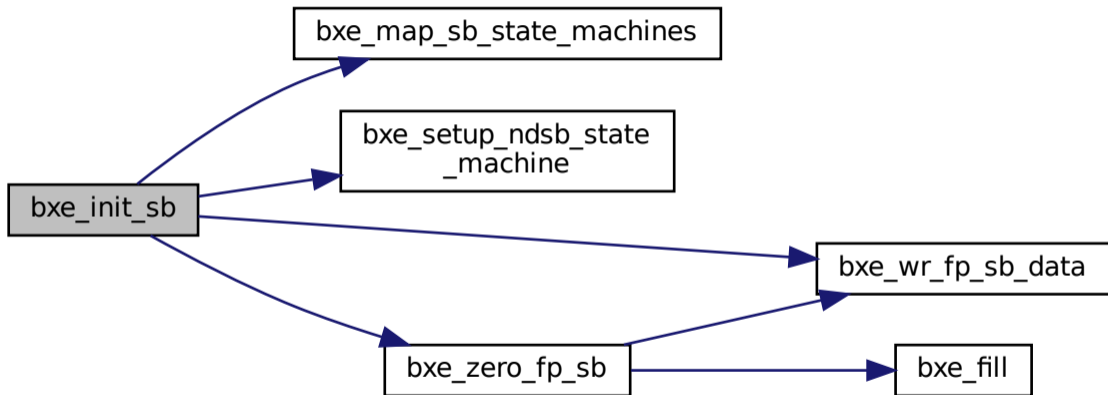 bxe_map_sb_state_machines
bxe_setup_ndsb_state
_machine
bxe_init_sb
bxe_wr_fp_sb_data
bxe_zero_fp_sb
bxe_fill